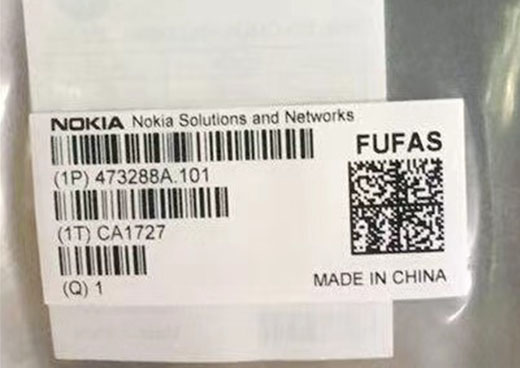 NOKIA Nokia Solutions and Networks
FUFAS
(1P) 473288A.101
(1T) CA1727
(Q) 1
MADE IN CHINA